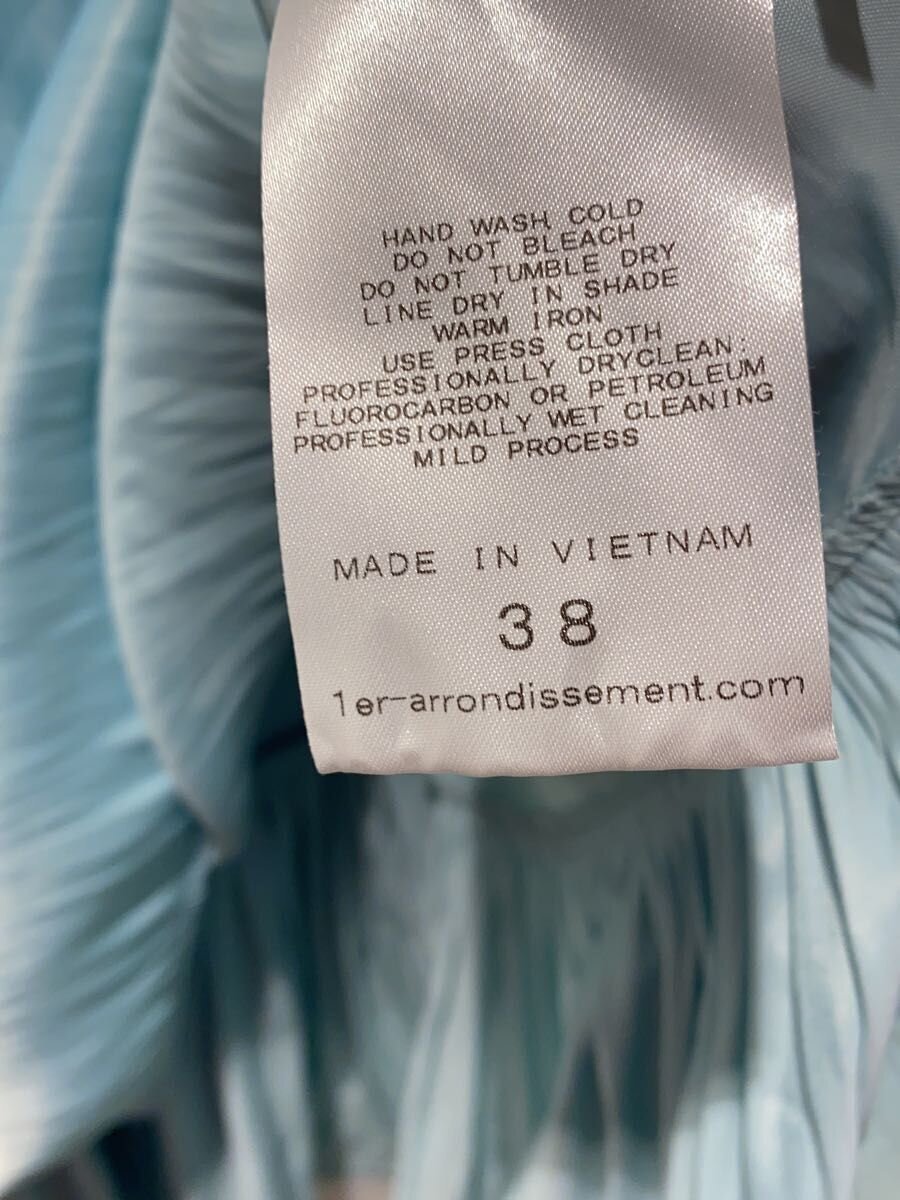 HAND WASH COLD
DO NOT BLEACH
DO NOT TUMBLE DRY
LINE DRY IN SHADE
WARM IRON
USE PRESS CLOTH
PROFESSIONALLY DRYCLEAN:
FLUOROCARBON OR PETROLEUM
PROFESSIONALLY WET CLEANING
MILD PROCESS
MADE IN VIETNAM
38
1er-arrondissement.com